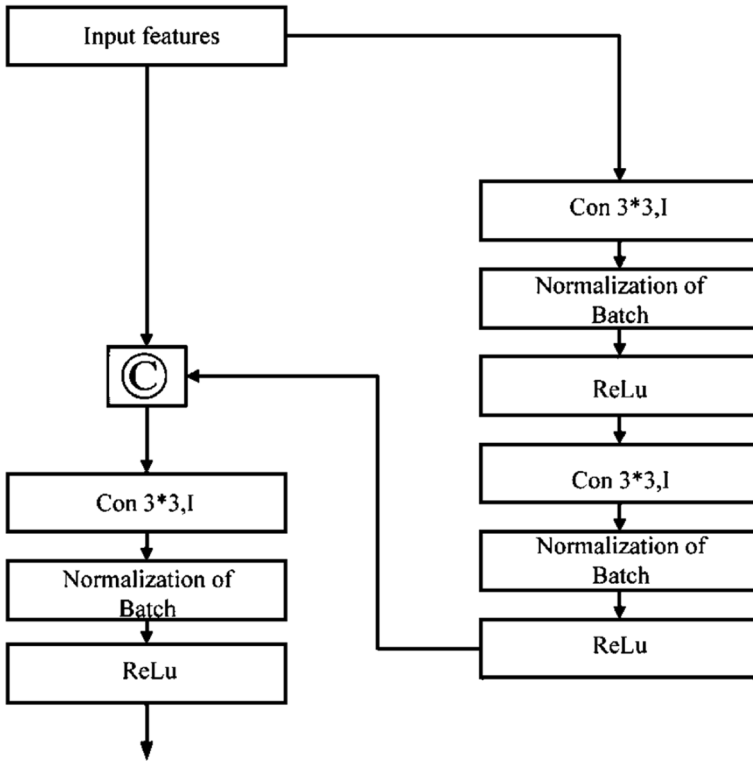 Input features
Con 3*3,I
Normalization of
Batch
ReLu
Con 3*3,I
Normalization of
Batch
ReLu
©
Con 3*3,I
Normalization of
Batch
ReLu